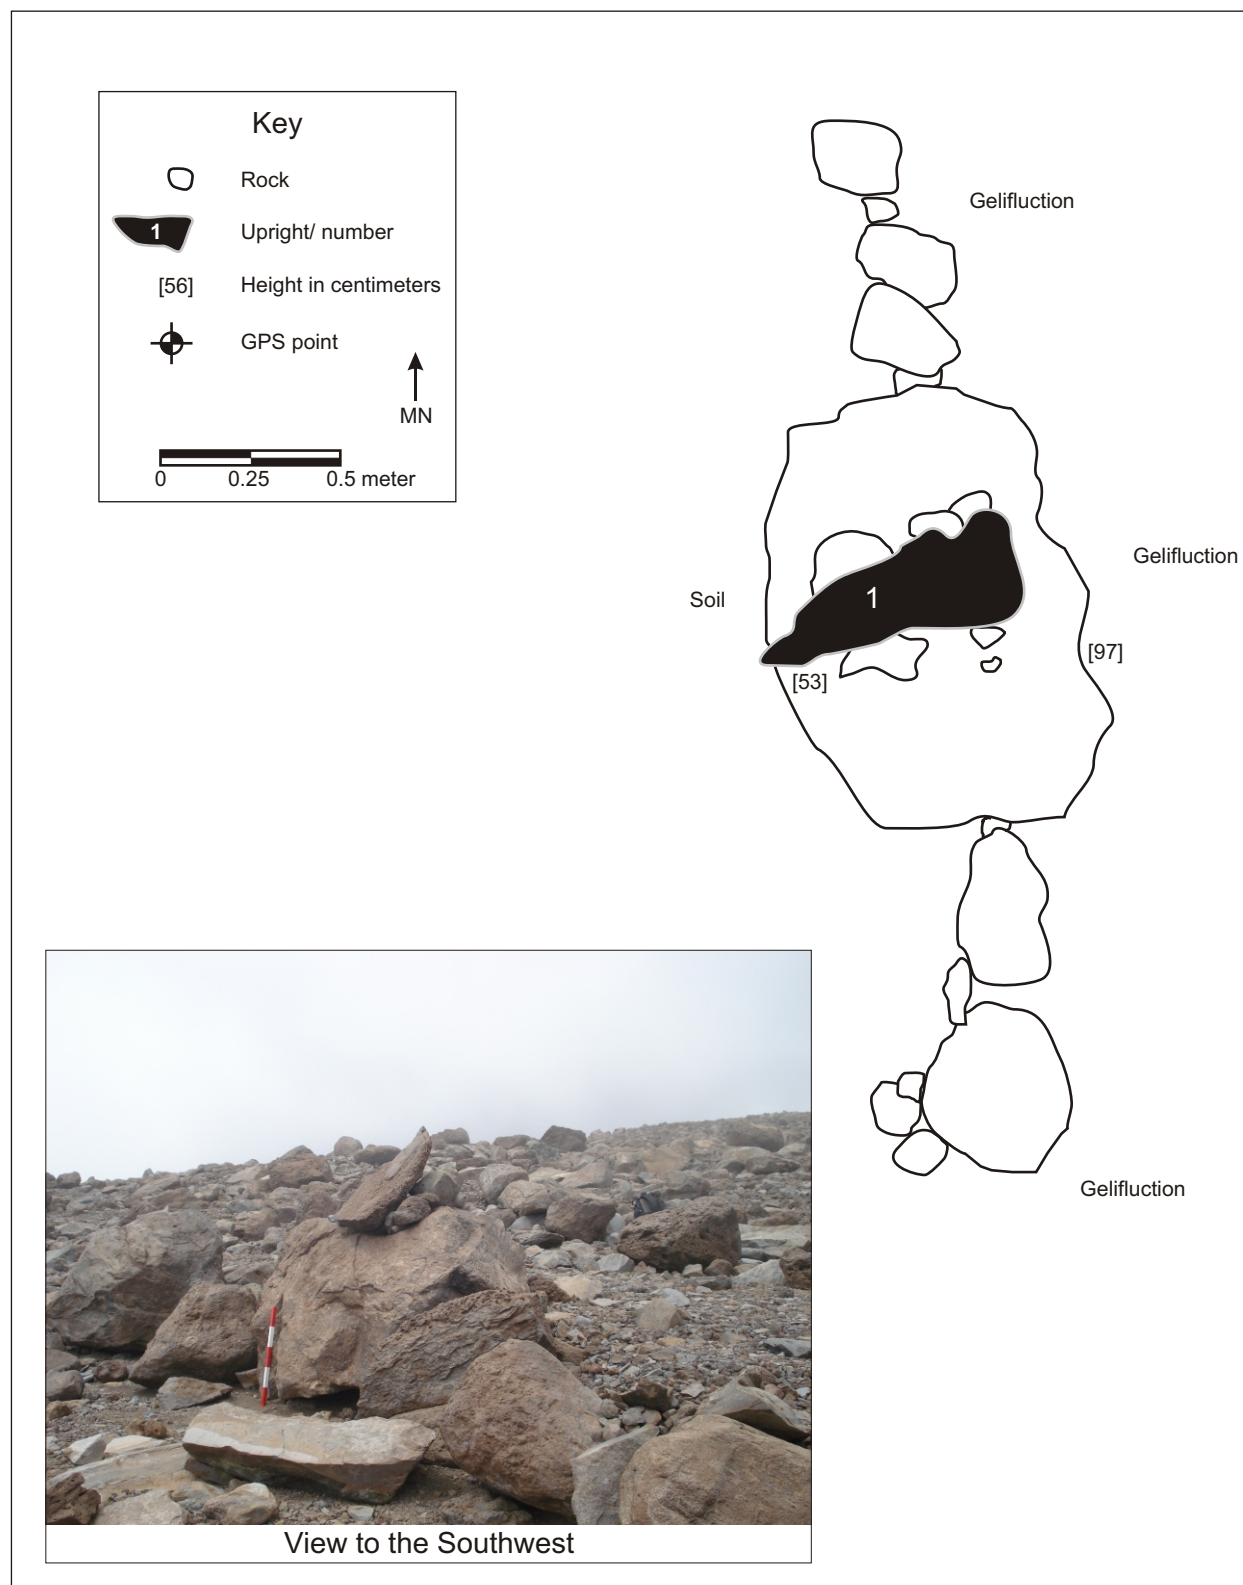 Key
Rock
1
Upright/ number
[56]
Height in centimeters
GPS point
MN
0 0.25 0.5 meter
Gelifluction
Gelifluction
Soil
1
[97]
[53]
Gelifluction
View to the Southwest